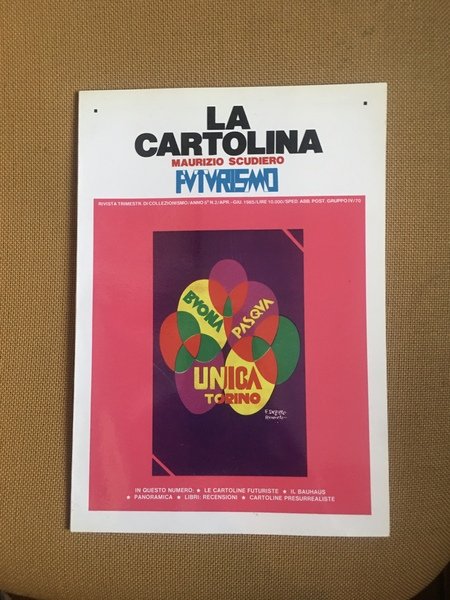 LA
CARTOLINA
MAURIZIO SCUDIERO
FVTVRISMO
RIVISTA TRIMESTR. DI COLLEZIONISMO/ANNO 5° N.2/APR.-GIU. 1985/LIRE 10.000/SPED. ABB. POST. GRUPPO IV/70
BVONA
PASQVA
UNICA
TORINO
F. DEPERO
IN QUESTO NUMERO: ★ LE CARTOLINE FUTURISTE ★ IL BAUHAUS
★ PANORAMICA ★ LIBRI: RECENSIONI ★ CARTOLINE PRESURREALISTE